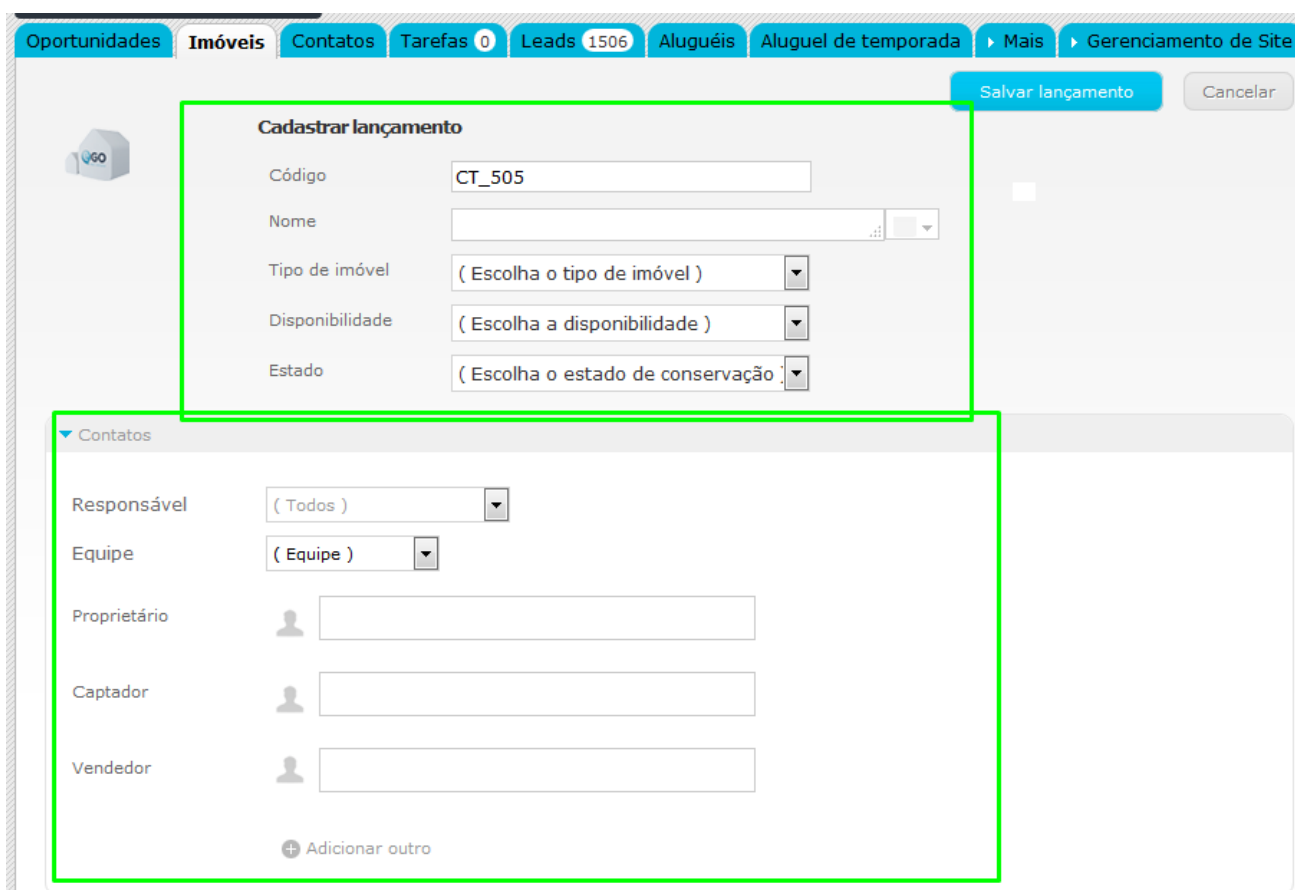 Oportunidades Imóveis Contatos Tarefas 0 Leads 1506 Aluguéis Aluguel de temporada Mais Gerenciamento de Site
Salvar lançamento Cancelar
Cadastrar lançamento
eGO
Código CT_505
Nome
Tipo de imóvel ( Escolha o tipo de imóvel )
Disponibilidade ( Escolha a disponibilidade )
Estado ( Escolha o estado de conservação )
Contatos
Responsável ( Todos )
Equipe ( Equipe )
Proprietário
Captador
Vendedor
Adicionar outro